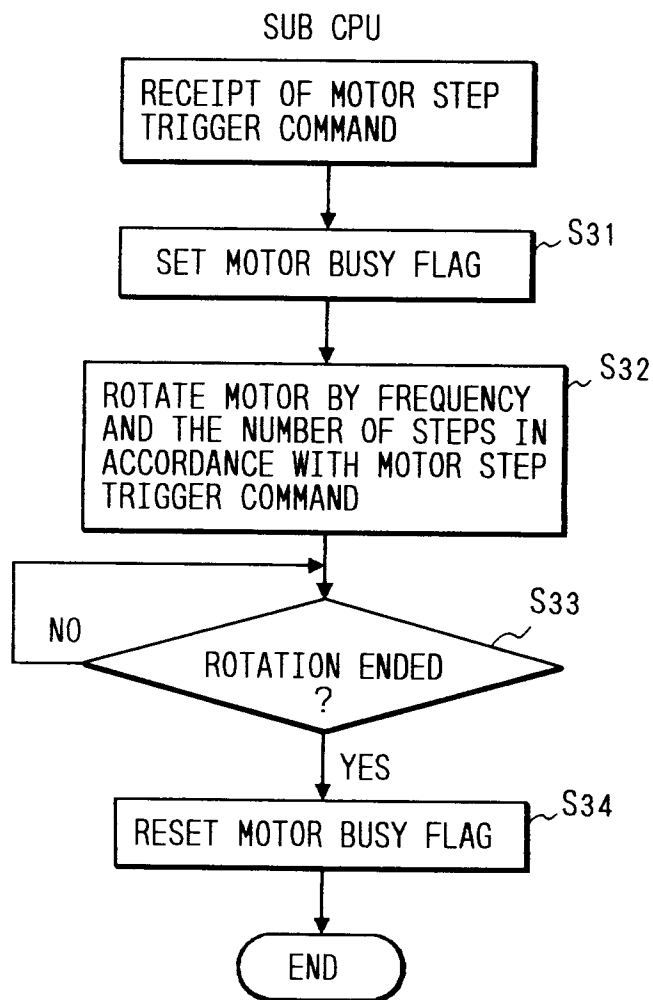 SUB CPU
RECEIPT OF MOTOR STEP
TRIGGER COMMAND
S31
SET MOTOR BUSY FLAG
S32
ROTATE MOTOR BY FREQUENCY
AND THE NUMBER OF STEPS IN
ACCORDANCE WITH MOTOR STEP
TRIGGER COMMAND
S33
NO
ROTATION ENDED
?
YES
S34
RESET MOTOR BUSY FLAG
END